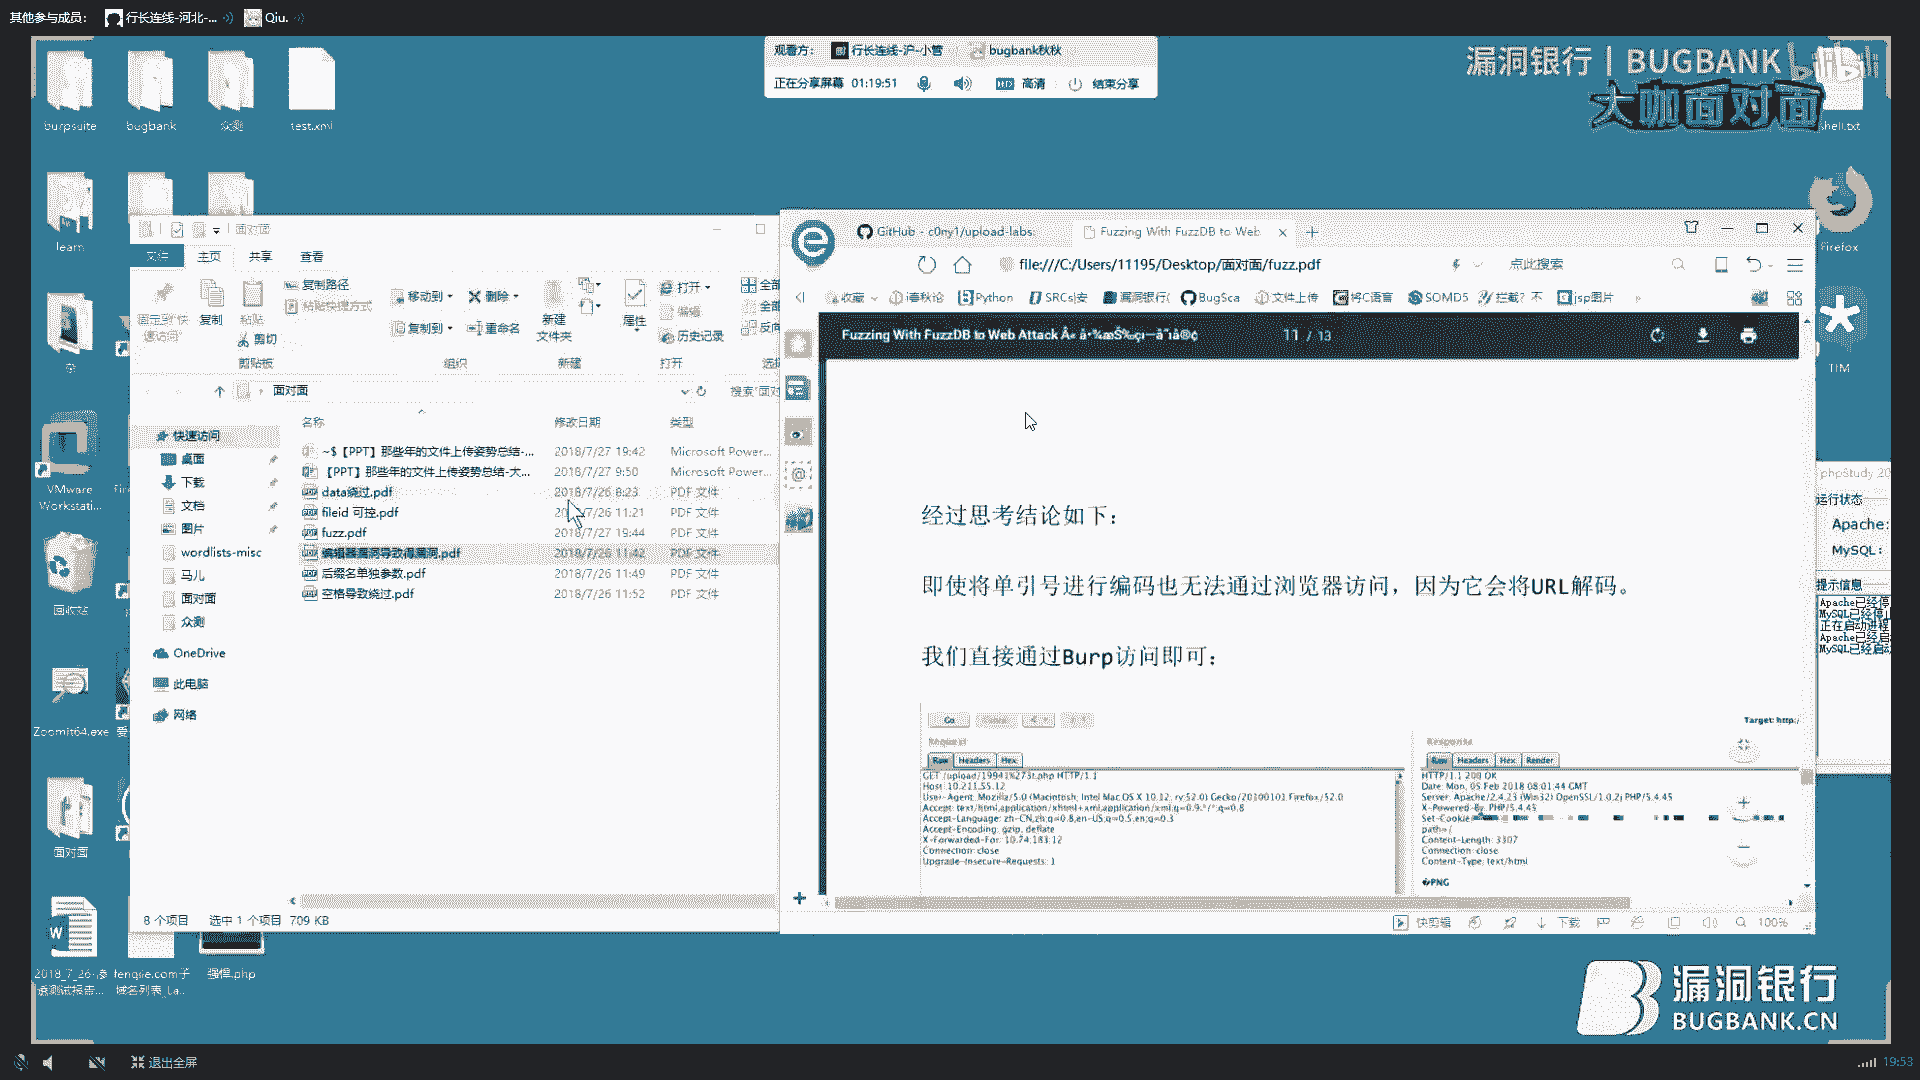 其他参与成员：
行长连线-河北-...
Qiu.
观看方：
行长连线-沪-小管
bugbank秋秋
正在分享屏幕 01:19:51
高清
结束分享
漏洞银行 | BUGBANK
bilibili
大咖面对面
burpsuite
bugbank
众测
test.xml
shell.txt
learn
Firefox
TIM
VMware
Workstati...
回收站
Zoomit64.exe
爱
面对面
2018_7_26-渗
透测试报告...
fengjie.com子
域名列表_La...
强悍.php
面对面
文件
主页
共享
查看
固定到"快
速访问"
复制
粘贴
复制路径
粘贴快捷方式
剪切
剪贴板
移动到
复制到
删除
重命名
组织
新建
文件夹
新建
属性
打开
编辑
历史记录
打开
全部
全部
反向
选择
面对面
搜索"面对
名称
修改日期
类型
快速访问
桌面
下载
文档
图片
wordlists-misc
马儿
面对面
众测
OneDrive
此电脑
网络
~$【PPT】那些年的文件上传姿势总结-... 2018/7/27 19:42 Microsoft Power...
【PPT】那些年的文件上传姿势总结-大... 2018/7/27 9:50 Microsoft Power...
data绕过.pdf 2018/7/26 8:23 PDF 文件
fileid 可控.pdf 2018/7/26 11:21 PDF 文件
fuzz.pdf 2018/7/27 19:44 PDF 文件
编辑器漏洞导致得漏洞.pdf 2018/7/26 11:42 PDF 文件
后缀名单独参数.pdf 2018/7/26 11:49 PDF 文件
空格导致绕过.pdf 2018/7/26 11:52 PDF 文件
8 个项目 选中 1 个项目 709 KB
GitHub - c0ny1/upload-labs:
Fuzzing With FuzzDB to Web
file:///C:/Users/11195/Desktop/面对面/fuzz.pdf
点此搜索
收藏
i春秋论
Python
SRCs|安
漏洞银行(
BugSca
文件上传
将C语言
SOMD5
拦截? 不
jsp图片
Fuzzing With FuzzDB to Web Attack
11 / 13
经过思考结论如下：
即使将单引号进行编码也无法通过浏览器访问，因为它会将URL解码。
我们直接通过Burp访问即可：
Go
Cancel
Target: http:/
Request
Raw Headers Hex
GET /upload/19941%273t.php HTTP/1.1
Host: 10.211.55.12
User-Agent: Mozilla/5.0 (Macintosh; Intel Mac OS X 10.12; rv:52.0) Gecko/20100101 Firefox/52.0
Accept: text/html,application/xhtml+xml,application/xml;q=0.9,*/*;q=0.8
Accept-Language: zh-CN,zh;q=0.8,en-US;q=0.5,en;q=0.3
Accept-Encoding: gzip, deflate
X-Forwarded-For: 10.74.183.12
Connection: close
Upgrade-Insecure-Requests: 1
Response
Raw Headers Hex Render
HTTP/1.1 200 OK
Date: Mon, 05 Feb 2018 08:01:44 GMT
Server: Apache/2.4.23 (Win32) OpenSSL/1.0.2j PHP/5.4.45
X-Powered-By: PHP/5.4.45
Set-Cookie:
path=/
Content-Length: 3307
Connection: close
Content-Type: text/html
�PNG
快剪辑
下载
100%
phpStudy 20
运行状态
Apache:
MySQL:
提示信息
Apache已经停
MySQL已经停止
正在启动进程
Apache已经启
MySQL已经启动
漏洞银行
BUGBANK.CN
退出全屏
19:53